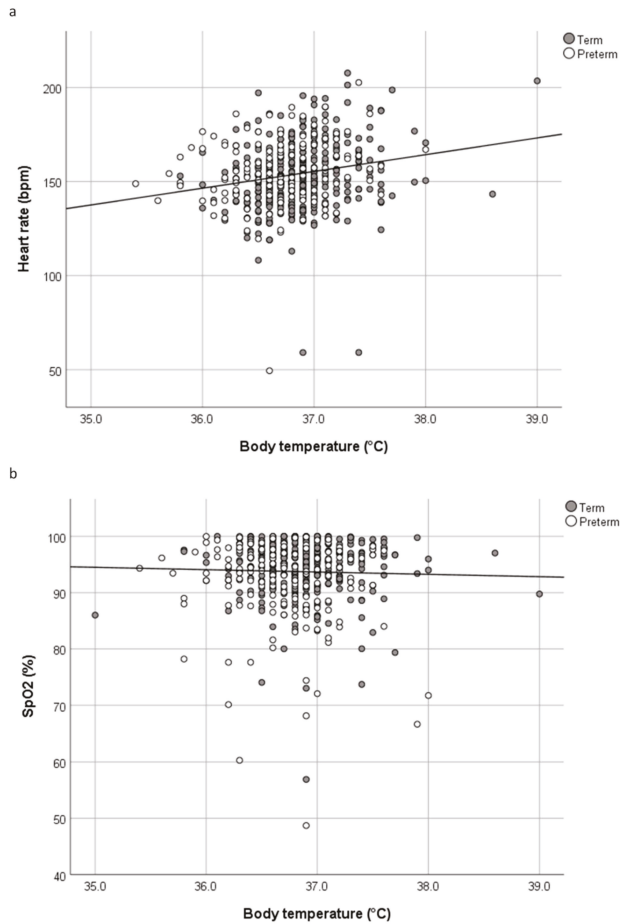 a
Term
Preterm
200
150
100
50
Heart rate (bpm)
35.0 36.0 37.0 38.0 39.0
Body temperature (°C)
b
Term
Preterm
100
90
80
70
60
50
40
SpO2 (%)
35.0 36.0 37.0 38.0 39.0
Body temperature (°C)